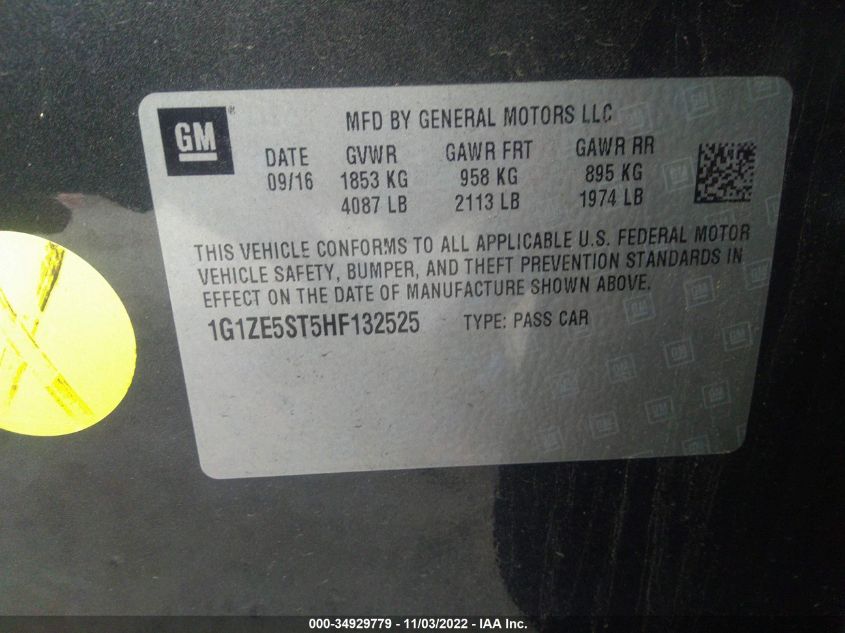 GM
MFD BY GENERAL MOTORS LLC
DATE GVWR GAWR FRT GAWR RR
09/16 1853 KG 958 KG 895 KG
4087 LB 2113 LB 1974 LB
THIS VEHICLE CONFORMS TO ALL APPLICABLE U.S. FEDERAL MOTOR
VEHICLE SAFETY, BUMPER, AND THEFT PREVENTION STANDARDS IN
EFFECT ON THE DATE OF MANUFACTURE SHOWN ABOVE.
1G1ZE5ST5HF132525 TYPE: PASS CAR
000-34929779 - 11/03/2022 - IAA Inc.